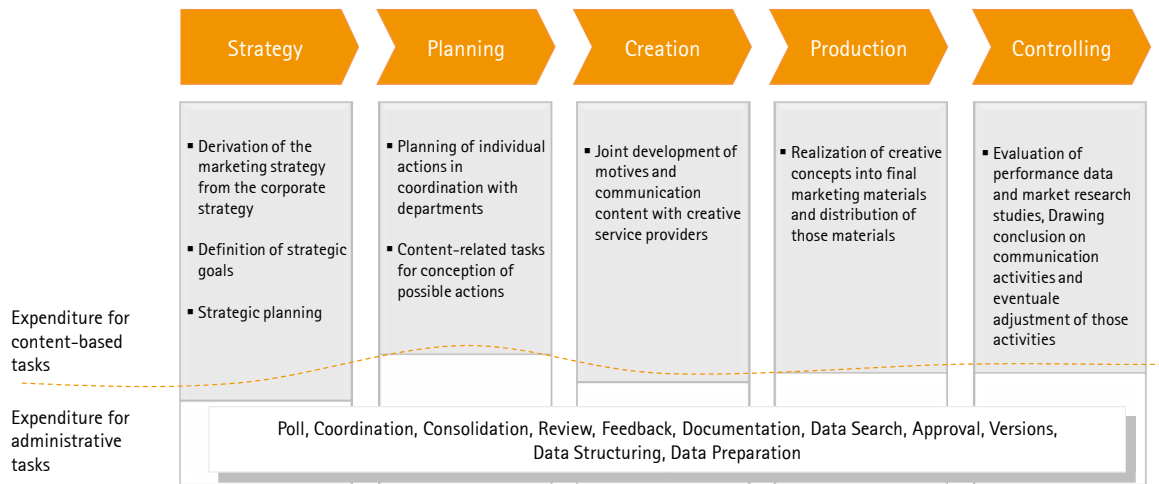 Strategy
Planning
Creation
Production
Controlling
▪ Derivation of the
marketing strategy
from the corporate
strategy
▪ Definition of strategic
goals
▪ Strategic planning
▪ Planning of individual
actions in
coordination with
departments
▪ Content-related tasks
for conception of
possible actions
▪ Joint development of
motives and
communication
content with creative
service providers
▪ Realization of creative
concepts into final
marketing materials
and distribution of
those materials
▪ Evaluation of
performance data
and market research
studies, Drawing
conclusion on
communication
activities and
eventuale
adjustment of those
activities
Expenditure for
content-based
tasks
Expenditure for
administrative
tasks
Poll, Coordination, Consolidation, Review, Feedback, Documentation, Data Search, Approval, Versions,
Data Structuring, Data Preparation